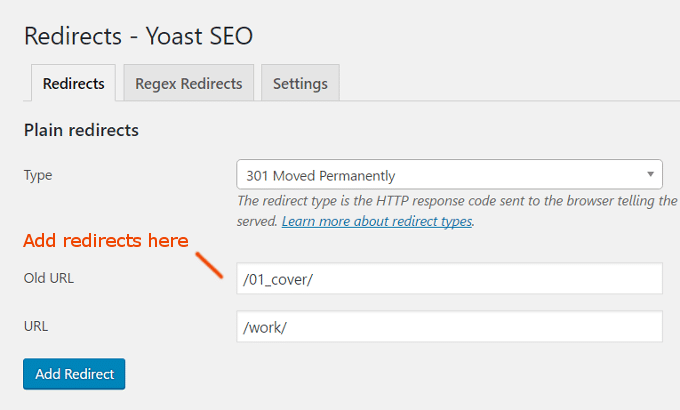 Redirects - Yoast SEO
Redirects
Regex Redirects
Settings
Plain redirects
Type
301 Moved Permanently
The redirect type is the HTTP response code sent to the browser telling the
served. Learn more about redirect types.
Add redirects here
Old URL
/01_cover/
URL
/work/
Add Redirect